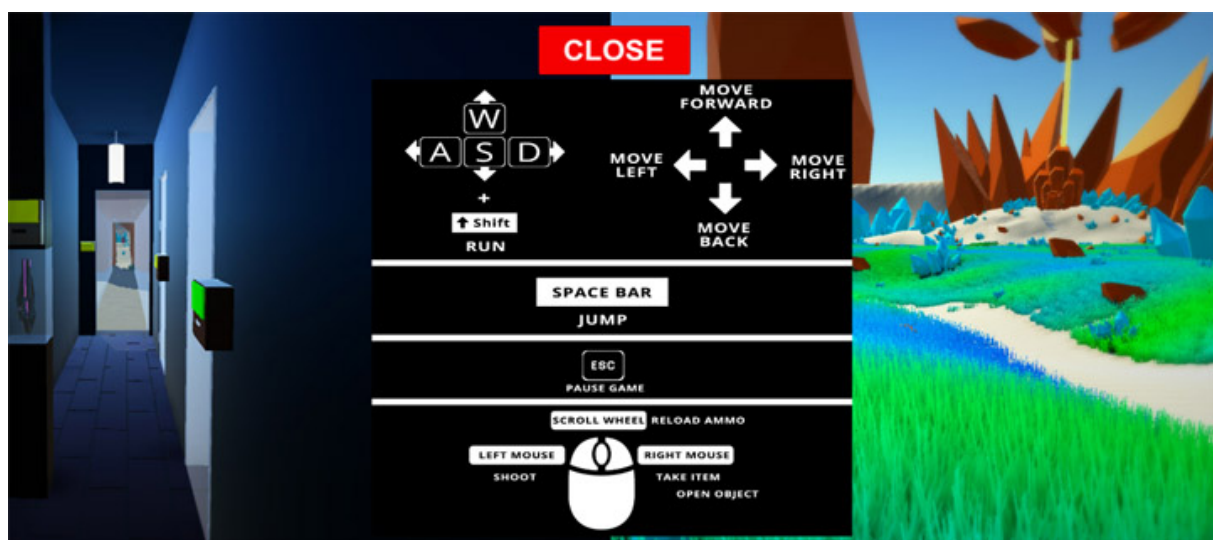 CLOSE
W
A S D
+
Shift
RUN
MOVE
FORWARD
MOVE
LEFT
MOVE
RIGHT
MOVE
BACK
SPACE BAR
JUMP
ESC
PAUSE GAME
SCROLL WHEEL RELOAD AMMO
LEFT MOUSE
SHOOT
RIGHT MOUSE
TAKE ITEM
OPEN OBJECT